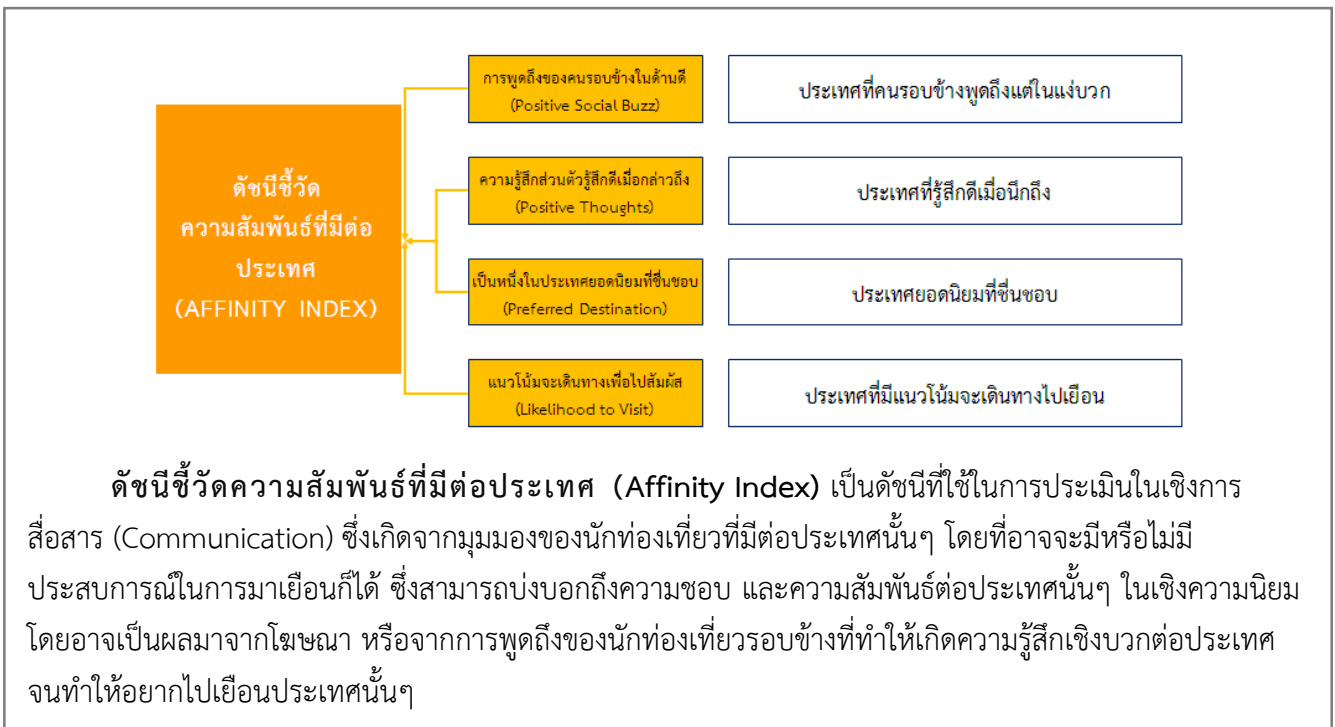 การพูดถึงของคนรอบข้างในด้านดี
(Positive Social Buzz)
ประเทศที่คนรอบข้างพูดถึงแต่ในแง่บวก
ดัชนีชี้วัด
ความสัมพันธ์ที่มีต่อ
ประเทศ
(AFFINITY INDEX)
ความรู้สึกส่วนตัวรู้สึกดีเมื่อกล่าวถึง
(Positive Thoughts)
ประเทศที่รู้สึกดีเมื่อนึกถึง
เป็นหนึ่งในประเทศยอดนิยมที่ชื่นชอบ
(Preferred Destination)
ประเทศยอดนิยมที่ชื่นชอบ
แนวโน้มจะเดินทางเพื่อไปสัมผัส
(Likelihood to Visit)
ประเทศที่มีแนวโน้มจะเดินทางไปเยือน
ดัชนีชี้วัดความสัมพันธ์ที่มีต่อประเทศ (Affinity Index) เป็นดัชนีที่ใช้ในการประเมินในเชิงการ
สื่อสาร (Communication) ซึ่งเกิดจากมุมมองของนักท่องเที่ยวที่มีต่อประเทศนั้นๆ โดยที่อาจจะมีหรือไม่มี
ประสบการณ์ในการมาเยือนก็ได้ ซึ่งสามารถบ่งบอกถึงความชอบ และความสัมพันธ์ต่อประเทศนั้นๆ ในเชิงความนิยม
โดยอาจเป็นผลมาจากโฆษณา หรือจากการพูดถึงของนักท่องเที่ยวรอบข้างที่ทำให้เกิดความรู้สึกเชิงบวกต่อประเทศ
จนทำให้อยากไปเยือนประเทศนั้นๆ